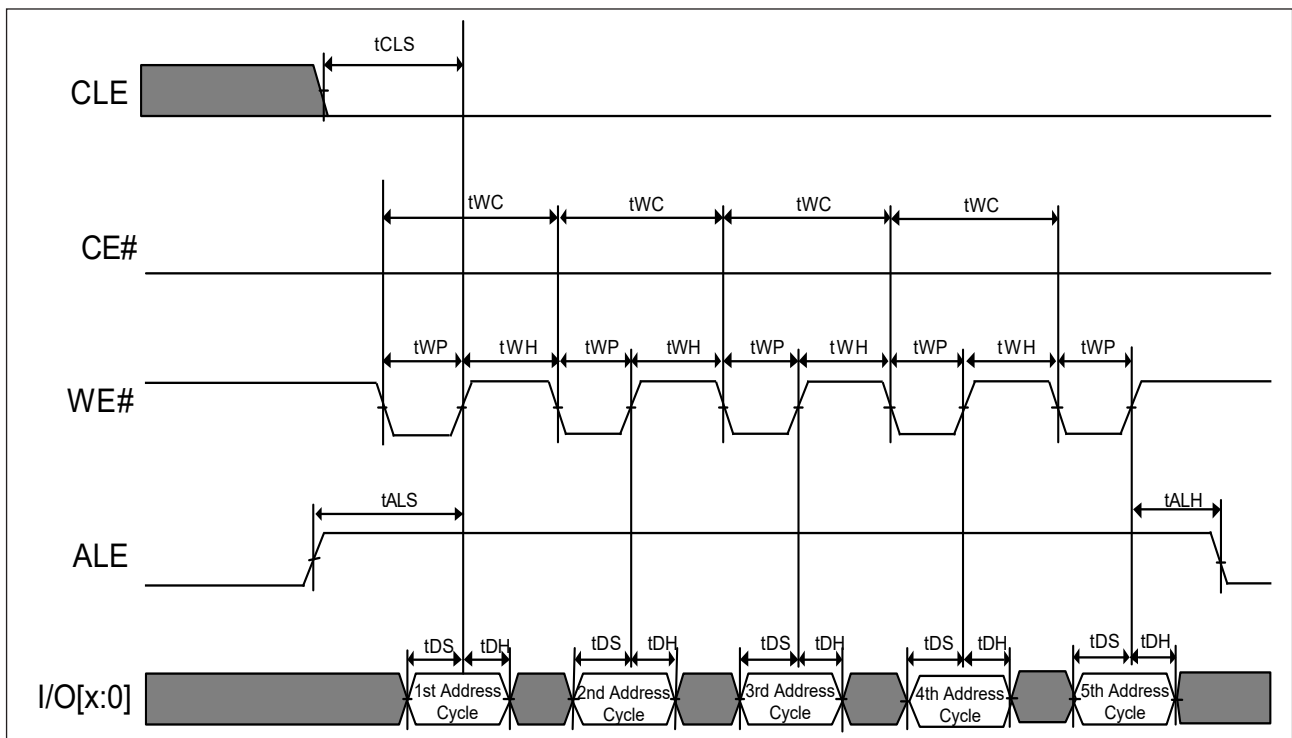 tCLS
CLE
tWC tWC tWC tWC
CE#
tWP tWH tWP tWH tWP tWH tWP tWH tWP
WE#
tALS tALH
ALE
tDS tDH tDS tDH tDS tDH tDS tDH tDS tDH
I/O[x:0] 1st Address Cycle 2nd Address Cycle 3rd Address Cycle 4th Address Cycle 5th Address Cycle